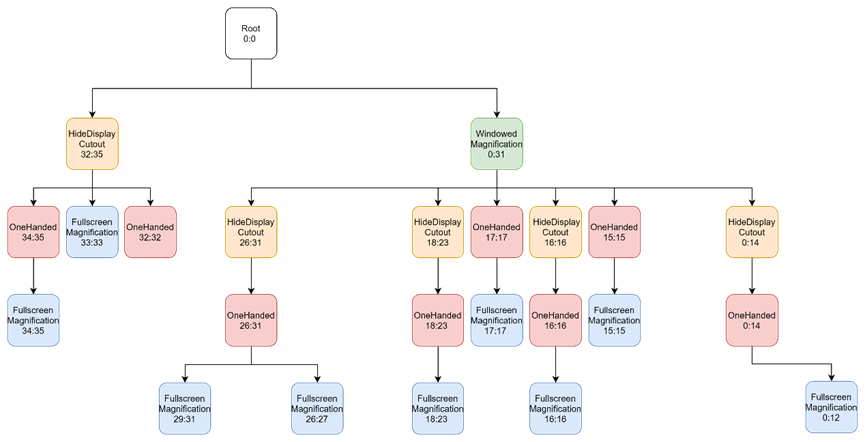 Root
0:0
HideDisplay
Cutout
32:35
Windowed
Magnification
0:31
OneHanded
34:35
Fullscreen
Magnification
33:33
OneHanded
32:32
HideDisplay
Cutout
26:31
HideDisplay
Cutout
18:23
OneHanded
17:17
HideDisplay
Cutout
16:16
OneHanded
15:15
HideDisplay
Cutout
0:14
Fullscreen
Magnification
34:35
OneHanded
26:31
OneHanded
18:23
Fullscreen
Magnification
17:17
OneHanded
16:16
Fullscreen
Magnification
15:15
OneHanded
0:14
Fullscreen
Magnification
29:31
Fullscreen
Magnification
26:27
Fullscreen
Magnification
18:23
Fullscreen
Magnification
16:16
Fullscreen
Magnification
0:12